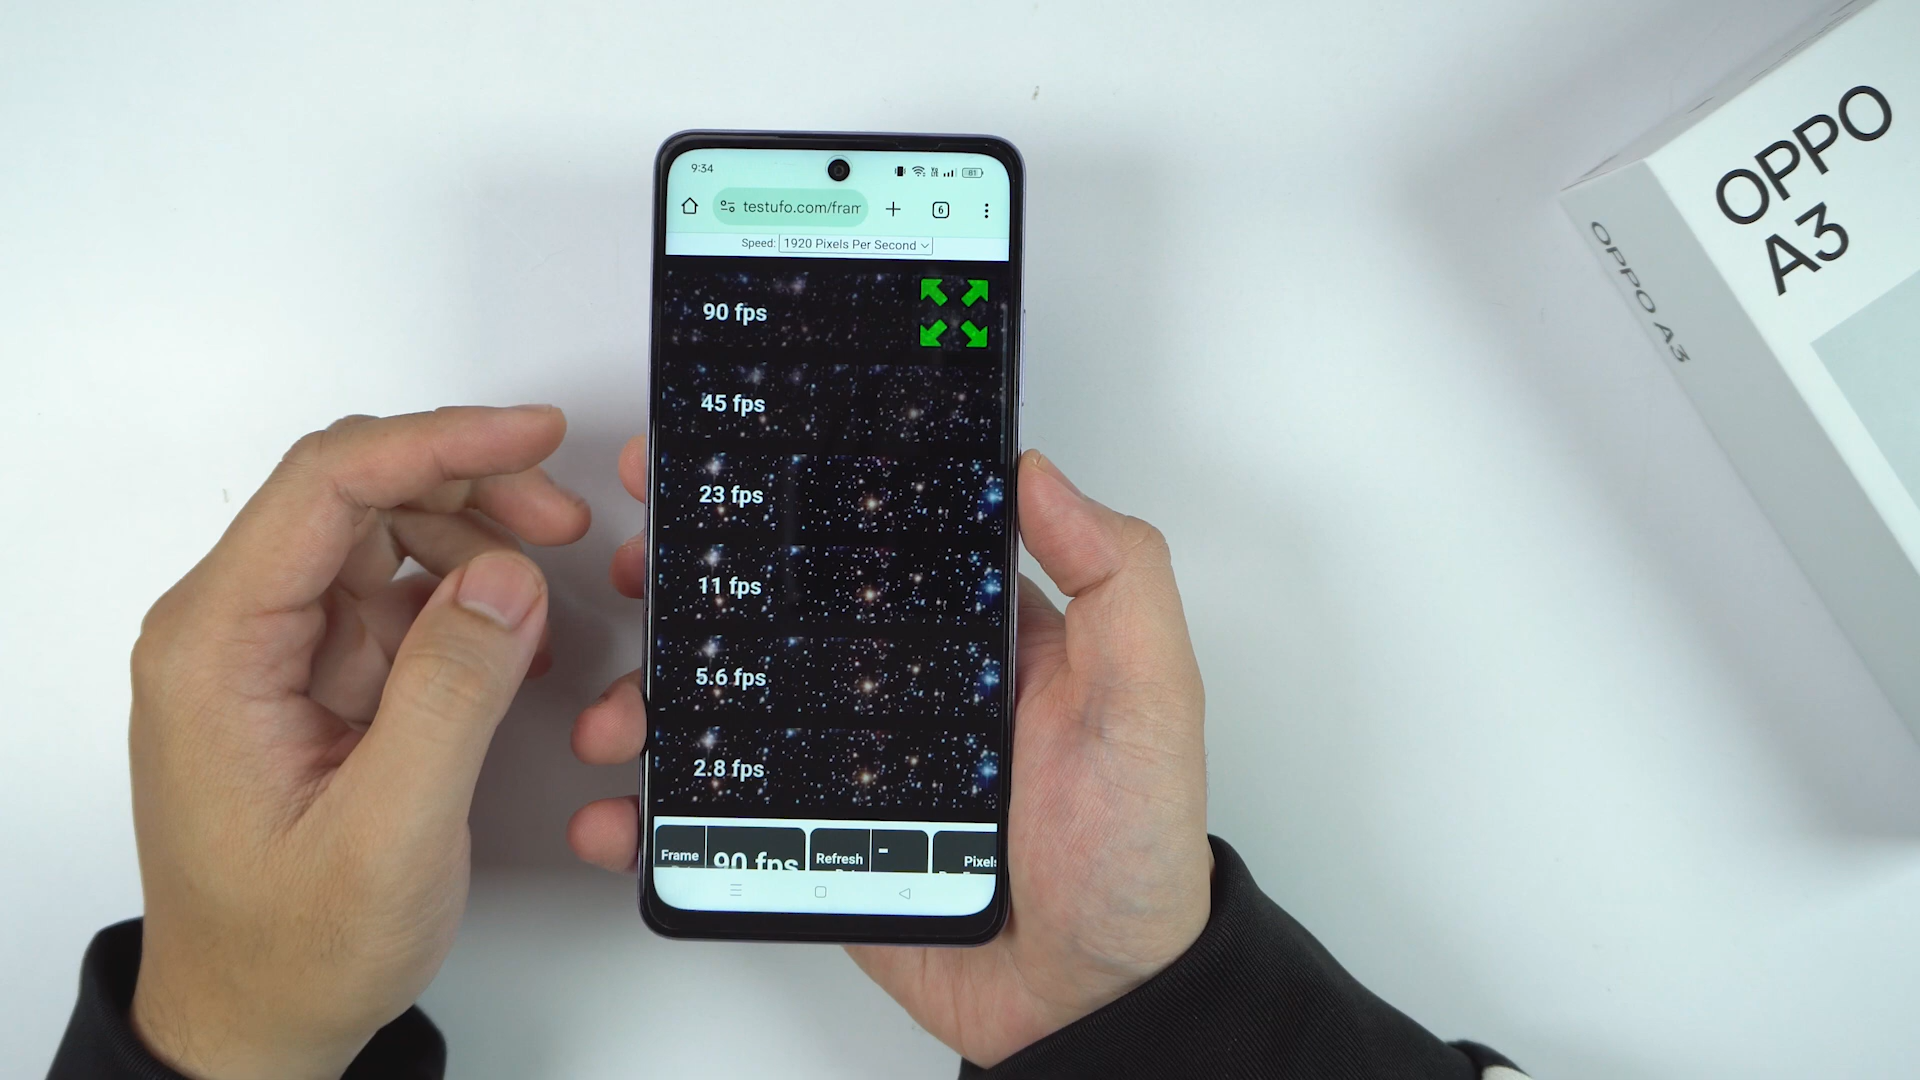 9:34
81
testufo.com/fram
6
Speed: 1920 Pixels Per Second
90 fps
45 fps
23 fps
11 fps
5.6 fps
2.8 fps
Frame
90 fps
Refresh
-
Pixels
OPPO
A3
OPPO A3